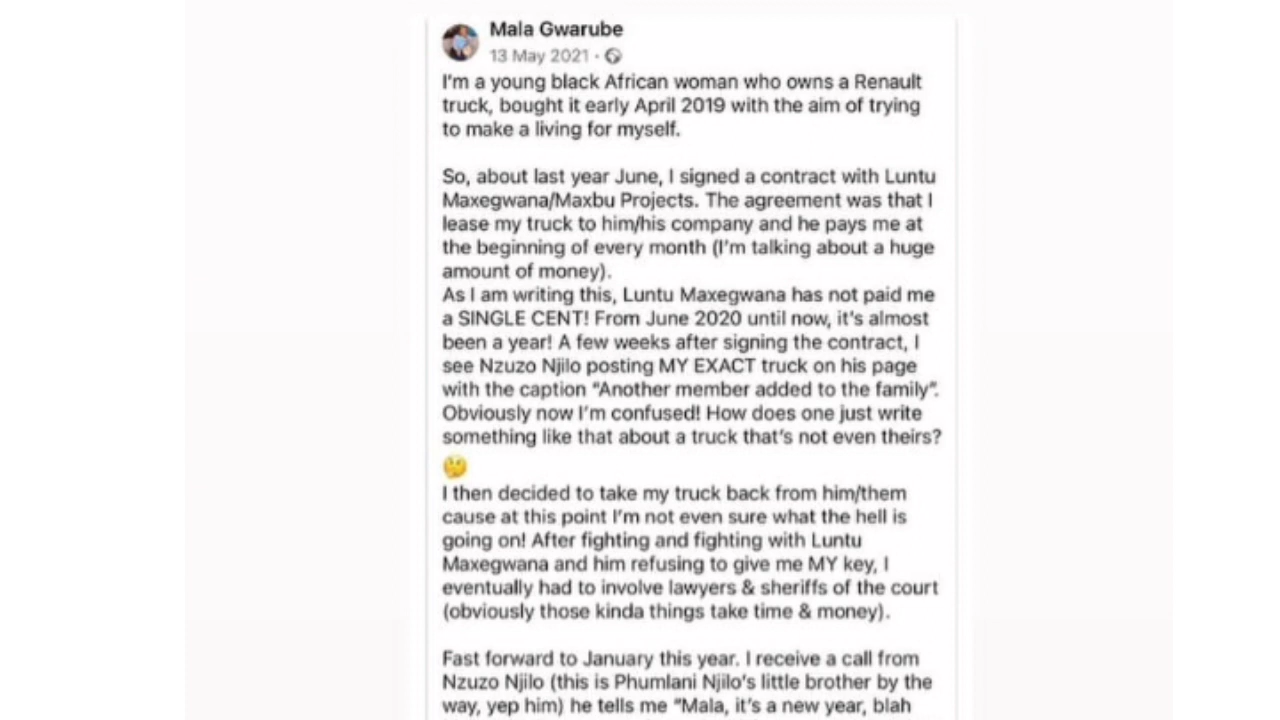 Mala Gwarube
13 May 2021 ·
I'm a young black African woman who owns a Renault
truck, bought it early April 2019 with the aim of trying
to make a living for myself.
So, about last year June, I signed a contract with Luntu
Maxegwana/Maxbu Projects. The agreement was that I
lease my truck to him/his company and he pays me at
the beginning of every month (I'm talking about a huge
amount of money).
As I am writing this, Luntu Maxegwana has not paid me
a SINGLE CENT! From June 2020 until now, it's almost
been a year! A few weeks after signing the contract, I
see Nzuzo Njilo posting MY EXACT truck on his page
with the caption “Another member added to the family”.
Obviously now I'm confused! How does one just write
something like that about a truck that's not even theirs?
🤔
I then decided to take my truck back from him/them
cause at this point I'm not even sure what the hell is
going on! After fighting and fighting with Luntu
Maxegwana and him refusing to give me MY key, I
eventually had to involve lawyers & sheriffs of the court
(obviously those kinda things take time & money).
Fast forward to January this year. I receive a call from
Nzuzo Njilo (this is Phumlani Njilo's little brother by the
way, yep him) he tells me “Mala, it's a new year, blah